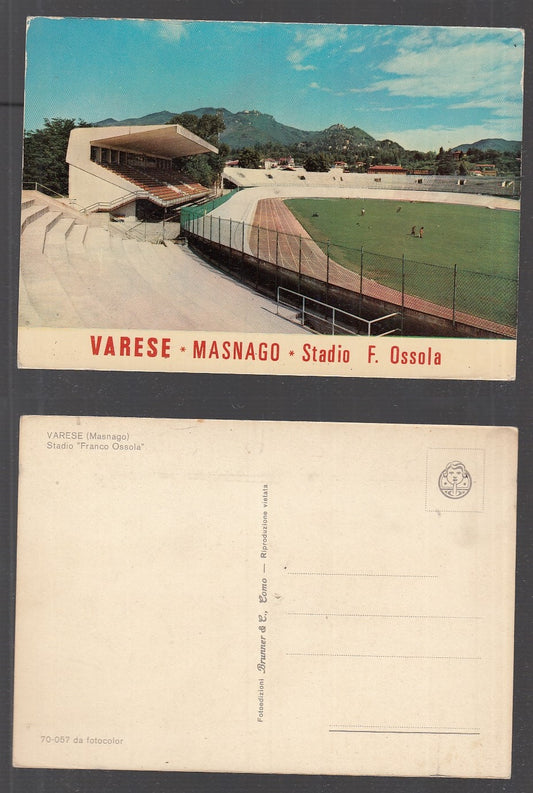 VARESE * MASNAGO * Stadio F. Ossola
VARESE (Masnago)
Stadio "Franco Ossola"
Fotoedizioni Brunner & C., Como — Riproduzione vietata
70-057 da fotocolor